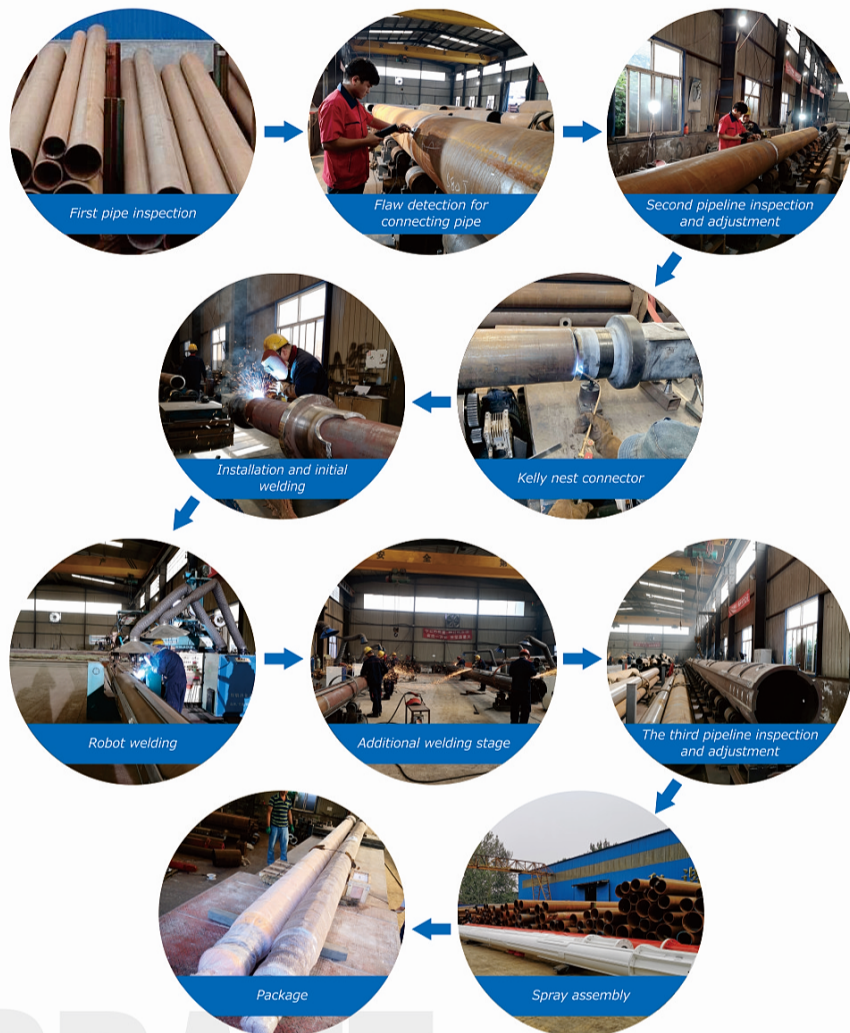 First pipe inspection
Flaw detection for
connecting pipe
Second pipeline inspection
and adjustment
Kelly nest connector
Installation and initial
welding
Robot welding
Additional welding stage
The third pipeline inspection
and adjustment
Spray assembly
Package